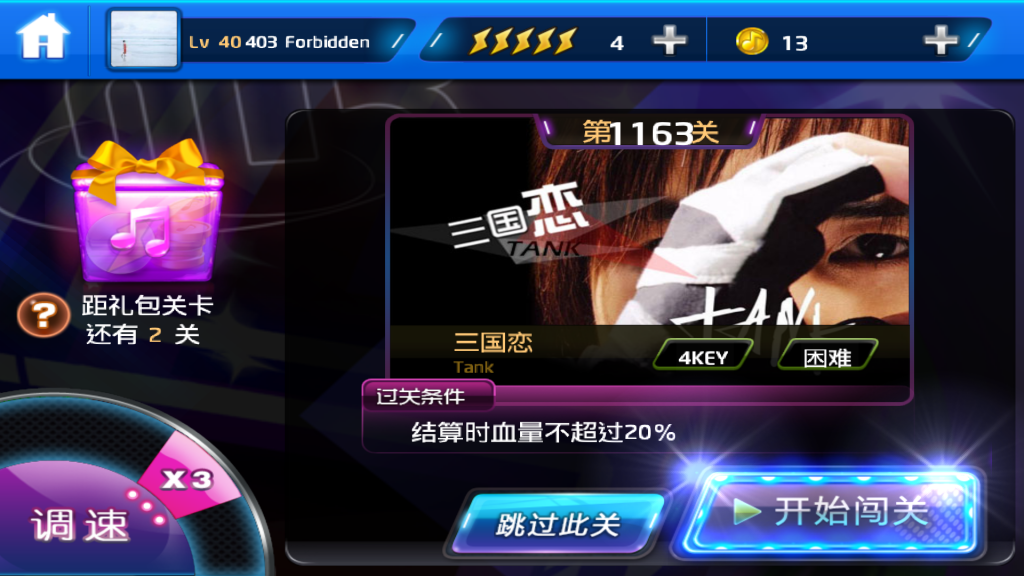 Lv 40 403 Forbidden
4
13
第1163关
三国恋
TANK
TANK
三国恋
Tank
4KEY
困难
?
距礼包关卡
还有 2 关
过关条件
结算时血量不超过20%
X3
调速
跳过此关
开始闯关